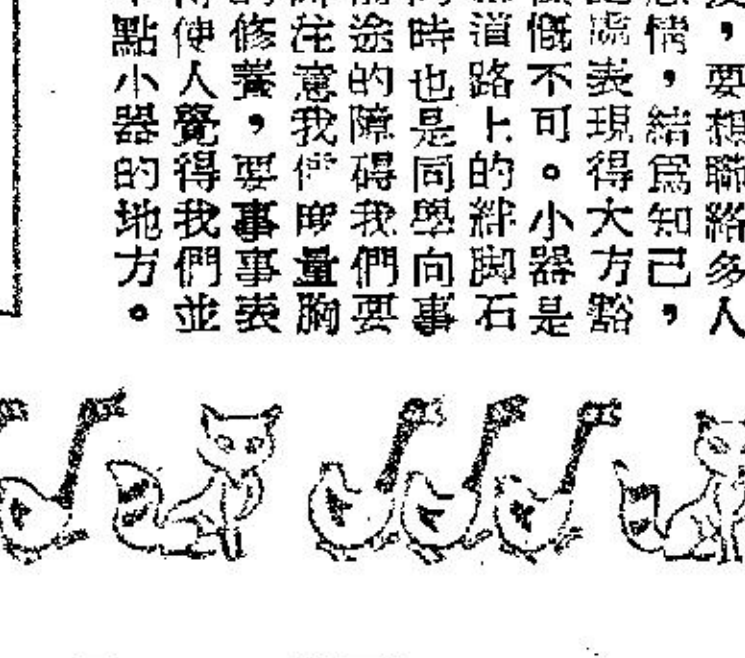 ，要想聯絡多人
情，結爲知己，
處表現得大方豁
慨不可。小器是
道路上的絆脚石
時也是同學向事
途的障碍我們要
注意我們度量胸
的修養，要事事表
使人覺得我們並
點小器的地方。